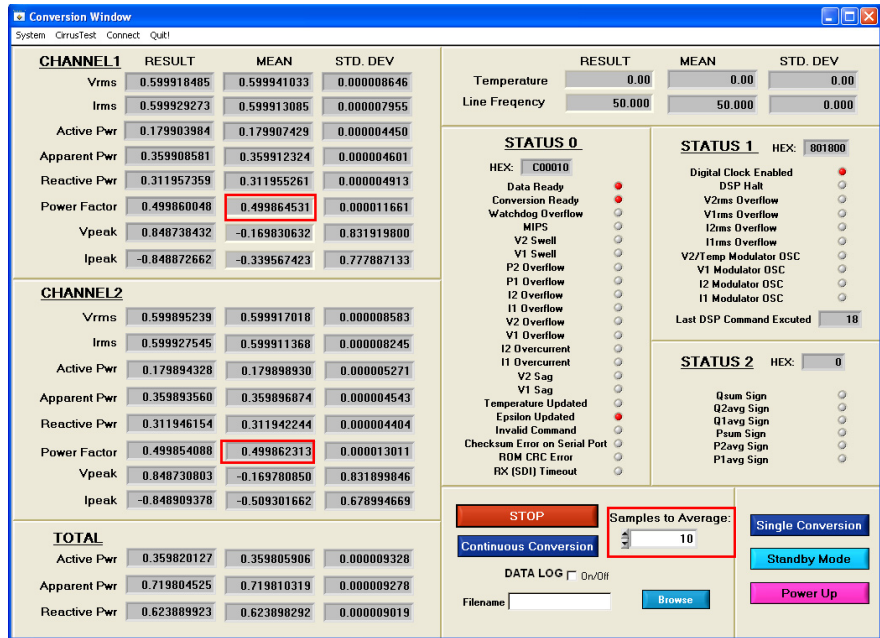 Conversion Window
System CirrusTest Connect Quit!
CHANNEL1 RESULT MEAN STD. DEV
Vrms 0.599918485 0.599941033 0.000008646
Irms 0.599929273 0.599913085 0.000007955
Active Pwr 0.179903984 0.179907429 0.000004450
Apparent Pwr 0.359908581 0.359912324 0.000004601
Reactive Pwr 0.311957359 0.311955261 0.000004913
Power Factor 0.499860048 0.499864531 0.000011661
Vpeak 0.848738432 -0.169830632 0.831919800
Ipeak -0.848872662 -0.339567423 0.777887133
CHANNEL2
Vrms 0.599895239 0.599917018 0.000008583
Irms 0.599927545 0.599911368 0.000008245
Active Pwr 0.179894328 0.179898930 0.000005271
Apparent Pwr 0.359893560 0.359896874 0.000004543
Reactive Pwr 0.311946154 0.311942244 0.000004404
Power Factor 0.499854088 0.499862313 0.000013011
Vpeak 0.848730803 -0.169780850 0.831899846
Ipeak -0.848909378 -0.509301662 0.678994669
TOTAL
Active Pwr 0.359820127 0.359805906 0.000009328
Apparent Pwr 0.719804525 0.719810319 0.000009278
Reactive Pwr 0.623889923 0.623898292 0.000009019
RESULT MEAN STD. DEV
Temperature 0.00 0.00 0.00
Line Freqency 50.000 50.000 0.000
STATUS 0
HEX: C00010
Data Ready
Conversion Ready
Watchdog Overflow
MIPS
V2 Swell
V1 Swell
P2 Overflow
P1 Overflow
I2 Overflow
I1 Overflow
V2 Overflow
V1 Overflow
I2 Overcurrent
I1 Overcurrent
V2 Sag
V1 Sag
Temperature Updated
Epsilon Updated
Invalid Command
Checksum Error on Serial Port
ROM CRC Error
RX (SDI) Timeout
STATUS 1 HEX: 801800
Digital Clock Enabled
DSP Halt
V2rms Overflow
V1rms Overflow
I2rms Overflow
I1rms Overflow
V2/Temp Modulator OSC
V1 Modulator OSC
I2 Modulator OSC
I1 Modulator OSC
Last DSP Command Excuted 18
STATUS 2 HEX: 0
Qsum Sign
Q2avg Sign
Q1avg Sign
Psum Sign
P2avg Sign
P1avg Sign
STOP
Continuous Conversion
Samples to Average:
10
DATA LOG On/Off
Filename Browse
Single Conversion
Standby Mode
Power Up